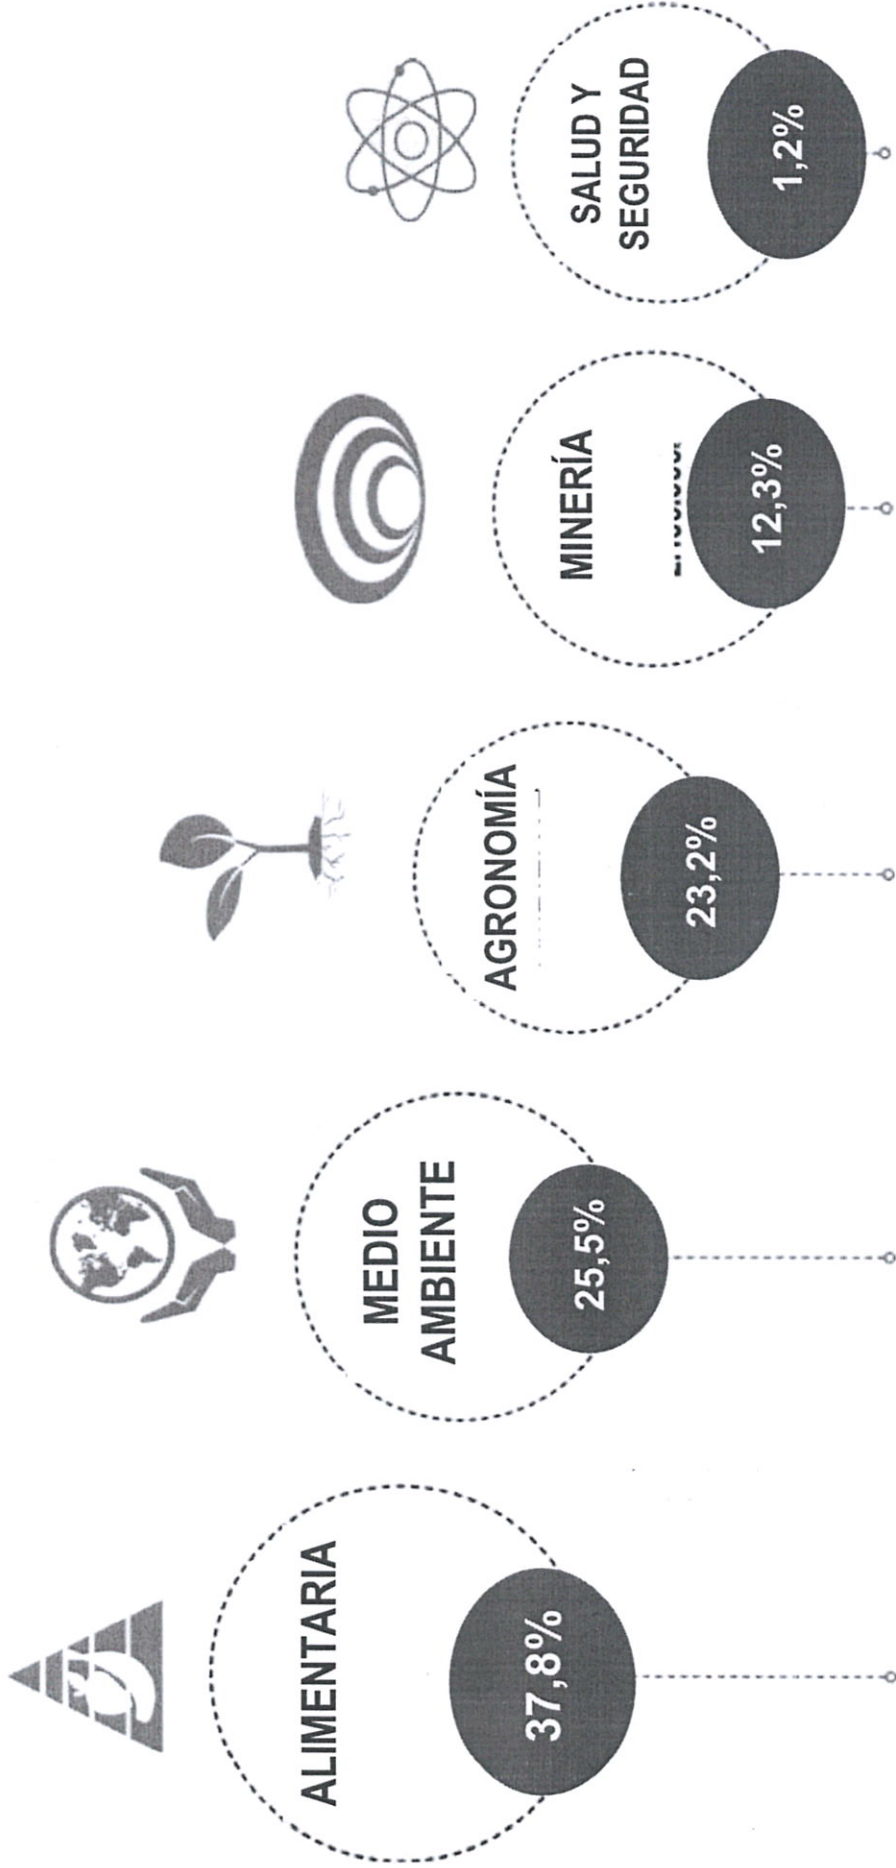 ALIMENTARIA
37,8%
MEDIO
AMBIENTE
25,5%
AGRONOMÍA
23,2%
MINERÍA
12,3%
SALUD Y
SEGURIDAD
1,2%